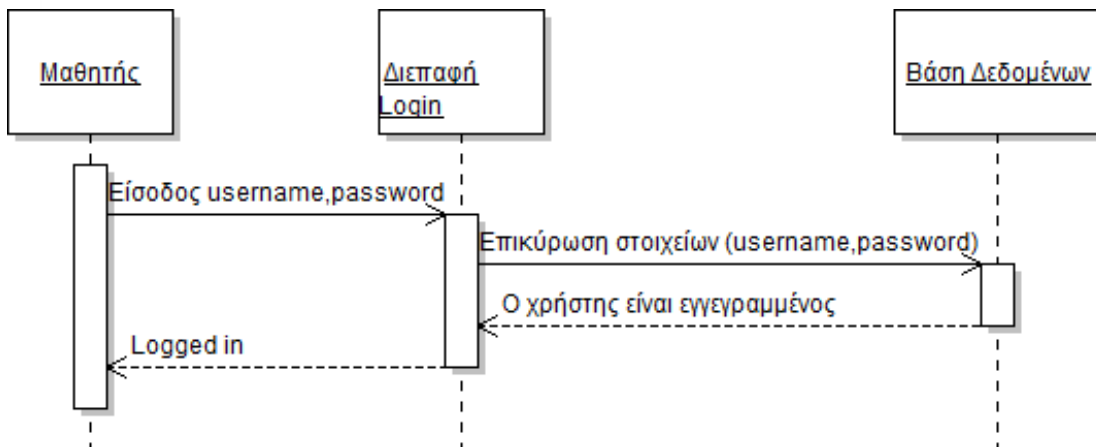 Μαθητής
Διεπαφή
Login
Βάση Δεδομένων
Είσοδος username,password
Επικύρωση στοιχείων (username,password)
Ο χρήστης είναι εγγεγραμμένος
Logged in